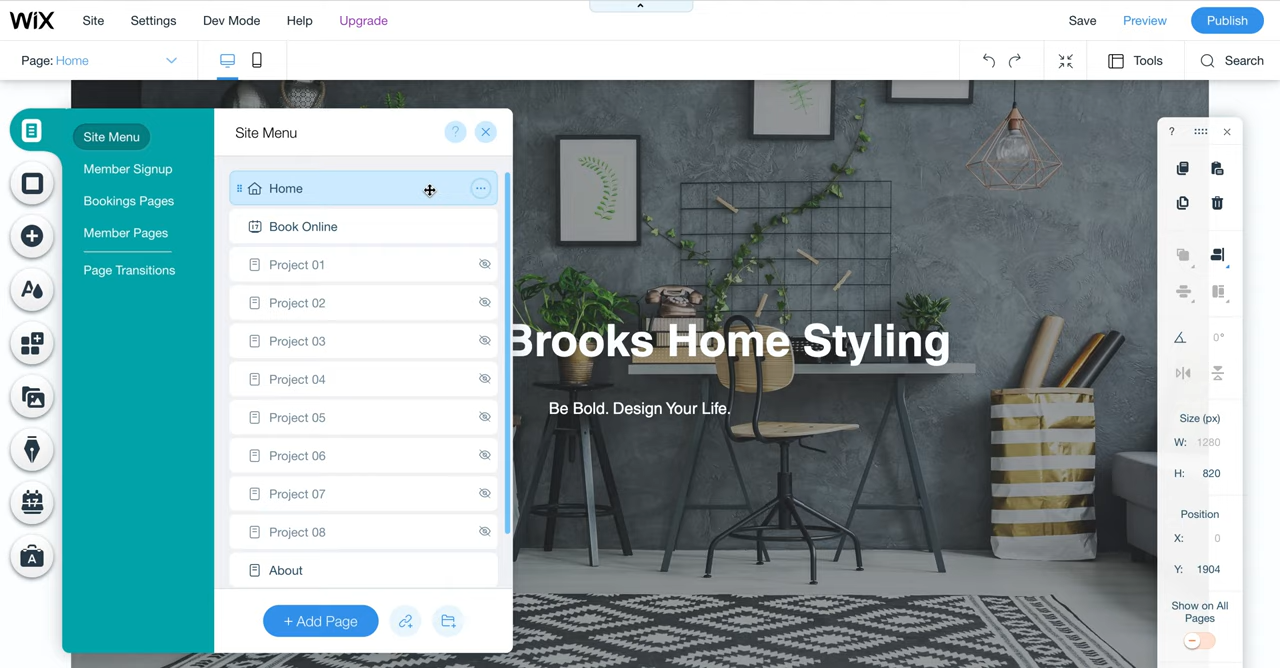 WiX
Site
Settings
Dev Mode
Help
Upgrade
Save
Preview
Publish
Page: Home
Tools
Search
Site Menu
Member Signup
Bookings Pages
Member Pages
Page Transitions
Site Menu
?
Home
Book Online
Project 01
Project 02
Project 03
Project 04
Project 05
Project 06
Project 07
Project 08
About
+ Add Page
17
A
Brooks Home Styling
Be Bold. Design Your Life.
?
0°
Size (px)
W: 1280
H: 820
Position
X: 0
Y: 1904
Show on All
Pages